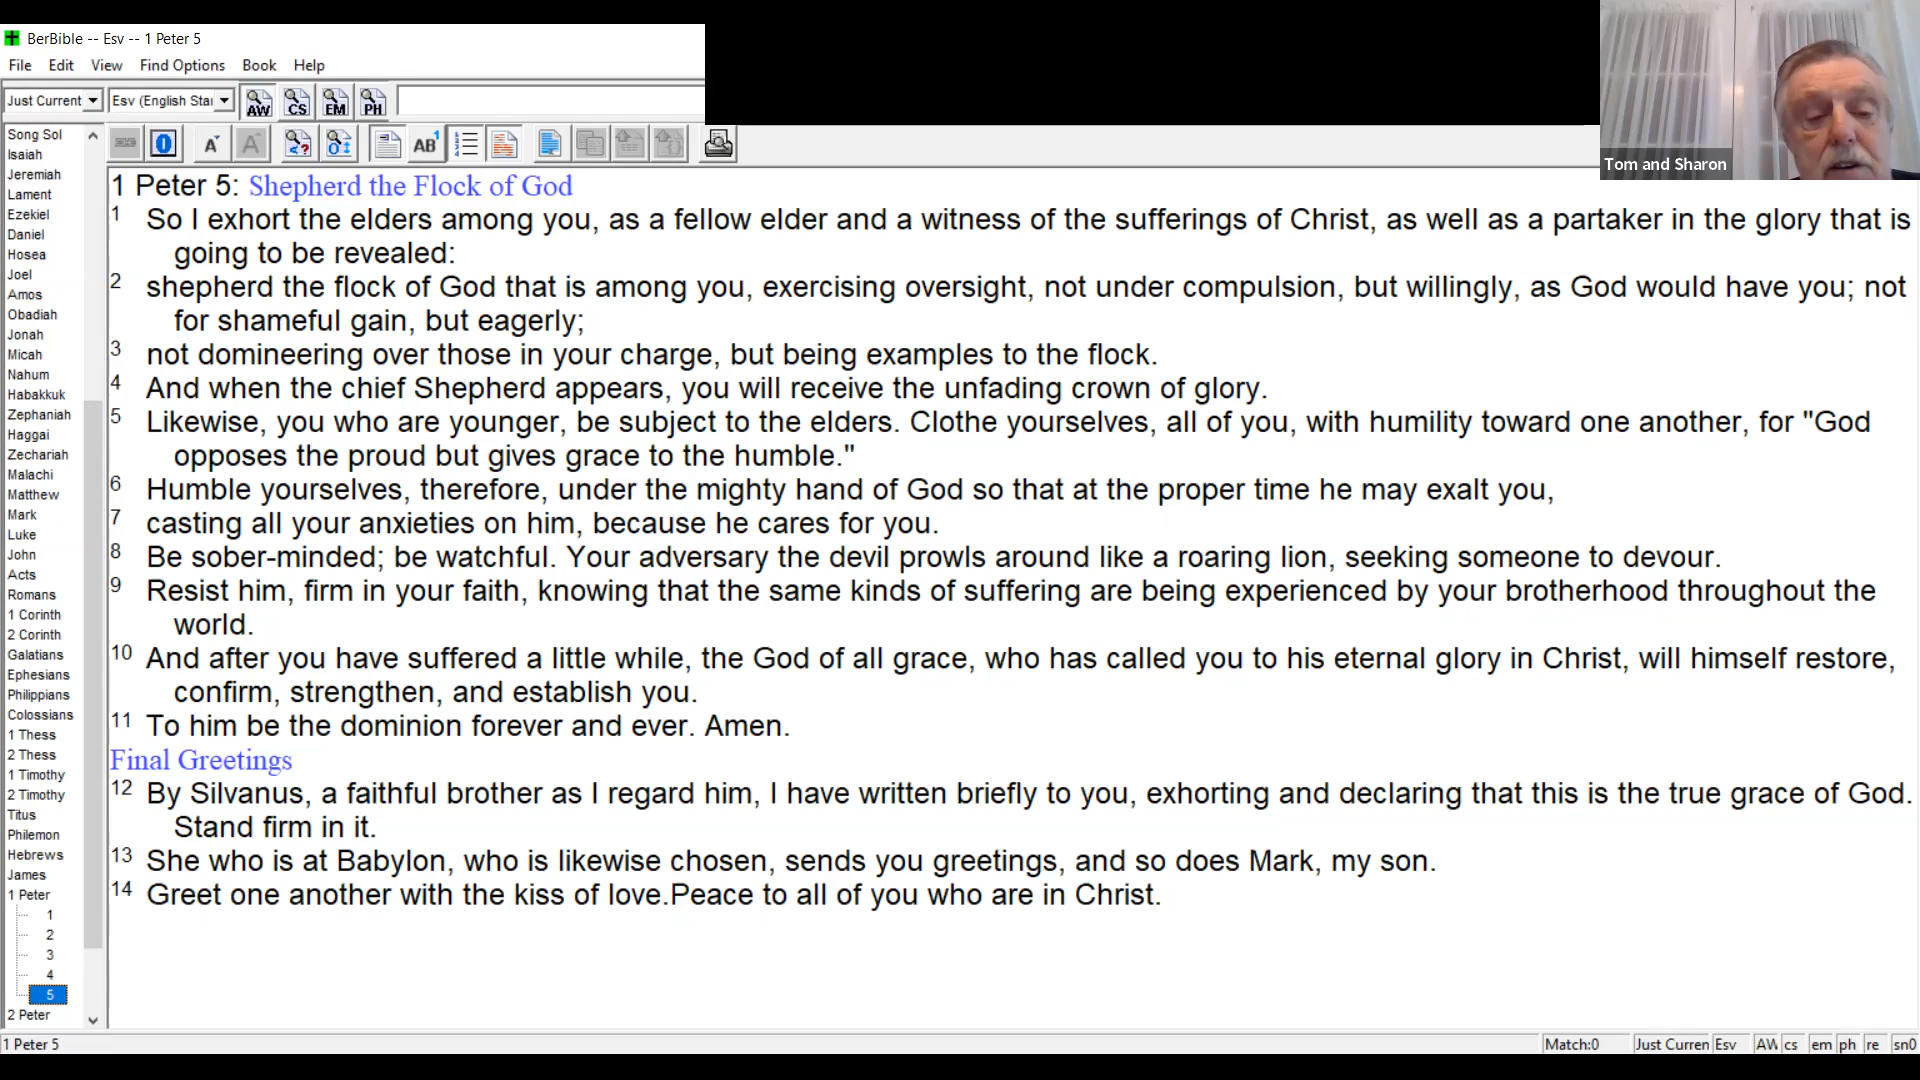 BerBible -- Esv -- 1 Peter 5
File Edit View Find Options Book Help
Just Current Esv (English Star AW CS EM PH
AB1
Tom and Sharon
Song Sol
Isaiah
Jeremiah
Lament
Ezekiel
Daniel
Hosea
Joel
Amos
Obadiah
Jonah
Micah
Nahum
Habakkuk
Zephaniah
Haggai
Zechariah
Malachi
Matthew
Mark
Luke
John
Acts
Romans
1 Corinth
2 Corinth
Galatians
Ephesians
Philippians
Colossians
1 Thess
2 Thess
1 Timothy
2 Timothy
Titus
Philemon
Hebrews
James
1 Peter
1
2
3
4
5
2 Peter
1 Peter 5: Shepherd the Flock of God
1 So I exhort the elders among you, as a fellow elder and a witness of the sufferings of Christ, as well as a partaker in the glory that is
going to be revealed:
2 shepherd the flock of God that is among you, exercising oversight, not under compulsion, but willingly, as God would have you; not
for shameful gain, but eagerly;
3 not domineering over those in your charge, but being examples to the flock.
4 And when the chief Shepherd appears, you will receive the unfading crown of glory.
5 Likewise, you who are younger, be subject to the elders. Clothe yourselves, all of you, with humility toward one another, for "God
opposes the proud but gives grace to the humble."
6 Humble yourselves, therefore, under the mighty hand of God so that at the proper time he may exalt you,
7 casting all your anxieties on him, because he cares for you.
8 Be sober-minded; be watchful. Your adversary the devil prowls around like a roaring lion, seeking someone to devour.
9 Resist him, firm in your faith, knowing that the same kinds of suffering are being experienced by your brotherhood throughout the
world.
10 And after you have suffered a little while, the God of all grace, who has called you to his eternal glory in Christ, will himself restore,
confirm, strengthen, and establish you.
11 To him be the dominion forever and ever. Amen.
Final Greetings
12 By Silvanus, a faithful brother as I regard him, I have written briefly to you, exhorting and declaring that this is the true grace of God.
Stand firm in it.
13 She who is at Babylon, who is likewise chosen, sends you greetings, and so does Mark, my son.
14 Greet one another with the kiss of love.Peace to all of you who are in Christ.
1 Peter 5 Match:0 Just Curren Esv AW cs em ph re sn0